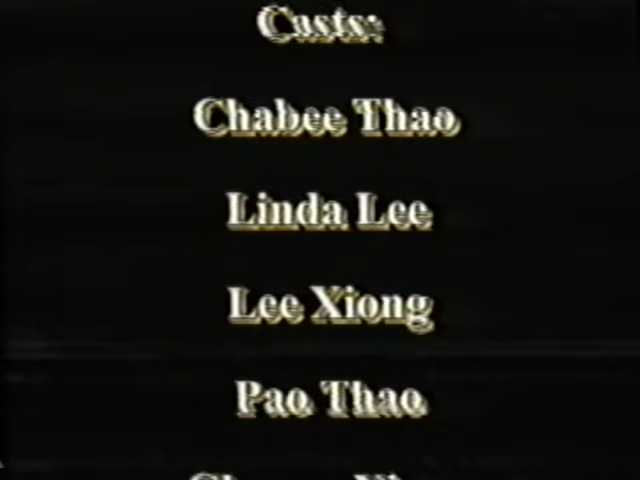 Casts:
Chabee Thao
Linda Lee
Lee Xiong
Pao Thao